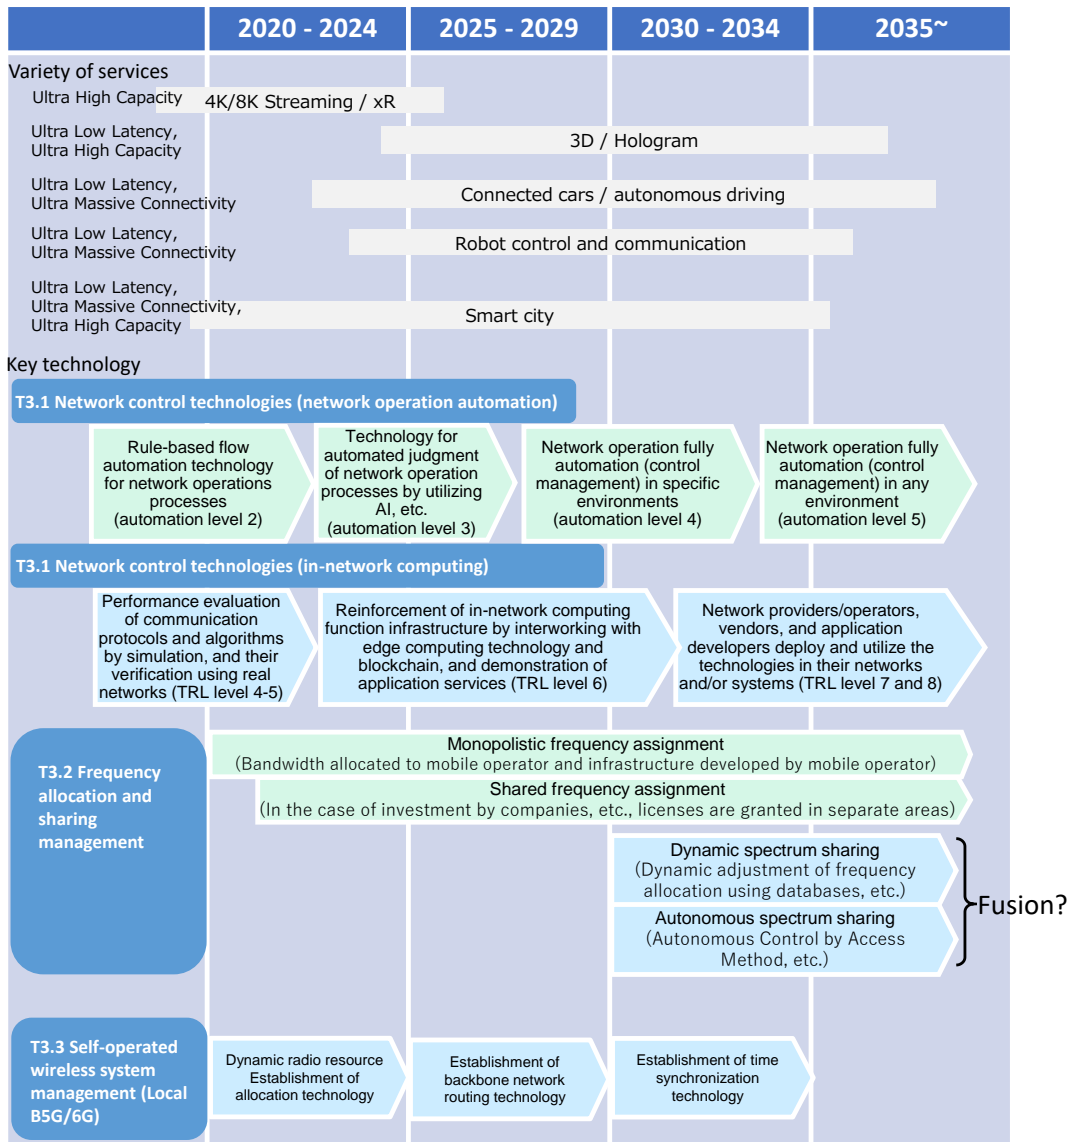 2020 - 2024
2025 - 2029
2030 - 2034
2035~
Variety of services
Ultra High Capacity
4K/8K Streaming / xR
Ultra Low Latency,
Ultra High Capacity
3D / Hologram
Ultra Low Latency,
Ultra Massive Connectivity
Connected cars / autonomous driving
Ultra Low Latency,
Ultra Massive Connectivity
Robot control and communication
Ultra Low Latency,
Ultra Massive Connectivity,
Ultra High Capacity
Smart city
Key technology
T3.1 Network control technologies (network operation automation)
Rule-based flow
automation technology
for network operations
processes
(automation level 2)
Technology for
automated judgment
of network operation
processes by utilizing
AI, etc.
(automation level 3)
Network operation fully
automation (control
management) in specific
environments
(automation level 4)
Network operation fully
automation (control
management) in any
environment
(automation level 5)
T3.1 Network control technologies (in-network computing)
Performance evaluation
of communication
protocols and algorithms
by simulation, and their
verification using real
networks (TRL level 4-5)
Reinforcement of in-network computing
function infrastructure by interworking with
edge computing technology and
blockchain, and demonstration of
application services (TRL level 6)
Network providers/operators,
vendors, and application
developers deploy and utilize the
technologies in their networks
and/or systems (TRL level 7 and 8)
T3.2 Frequency
allocation and
sharing
management
Monopolistic frequency assignment
(Bandwidth allocated to mobile operator and infrastructure developed by mobile operator)
Shared frequency assignment
(In the case of investment by companies, etc., licenses are granted in separate areas)
Dynamic spectrum sharing
(Dynamic adjustment of frequency
allocation using databases, etc.)
Autonomous spectrum sharing
(Autonomous Control by Access
Method, etc.)
Fusion?
T3.3 Self-operated
wireless system
management (Local
B5G/6G)
Dynamic radio resource
Establishment of
allocation technology
Establishment of
backbone network
routing technology
Establishment of time
synchronization
technology